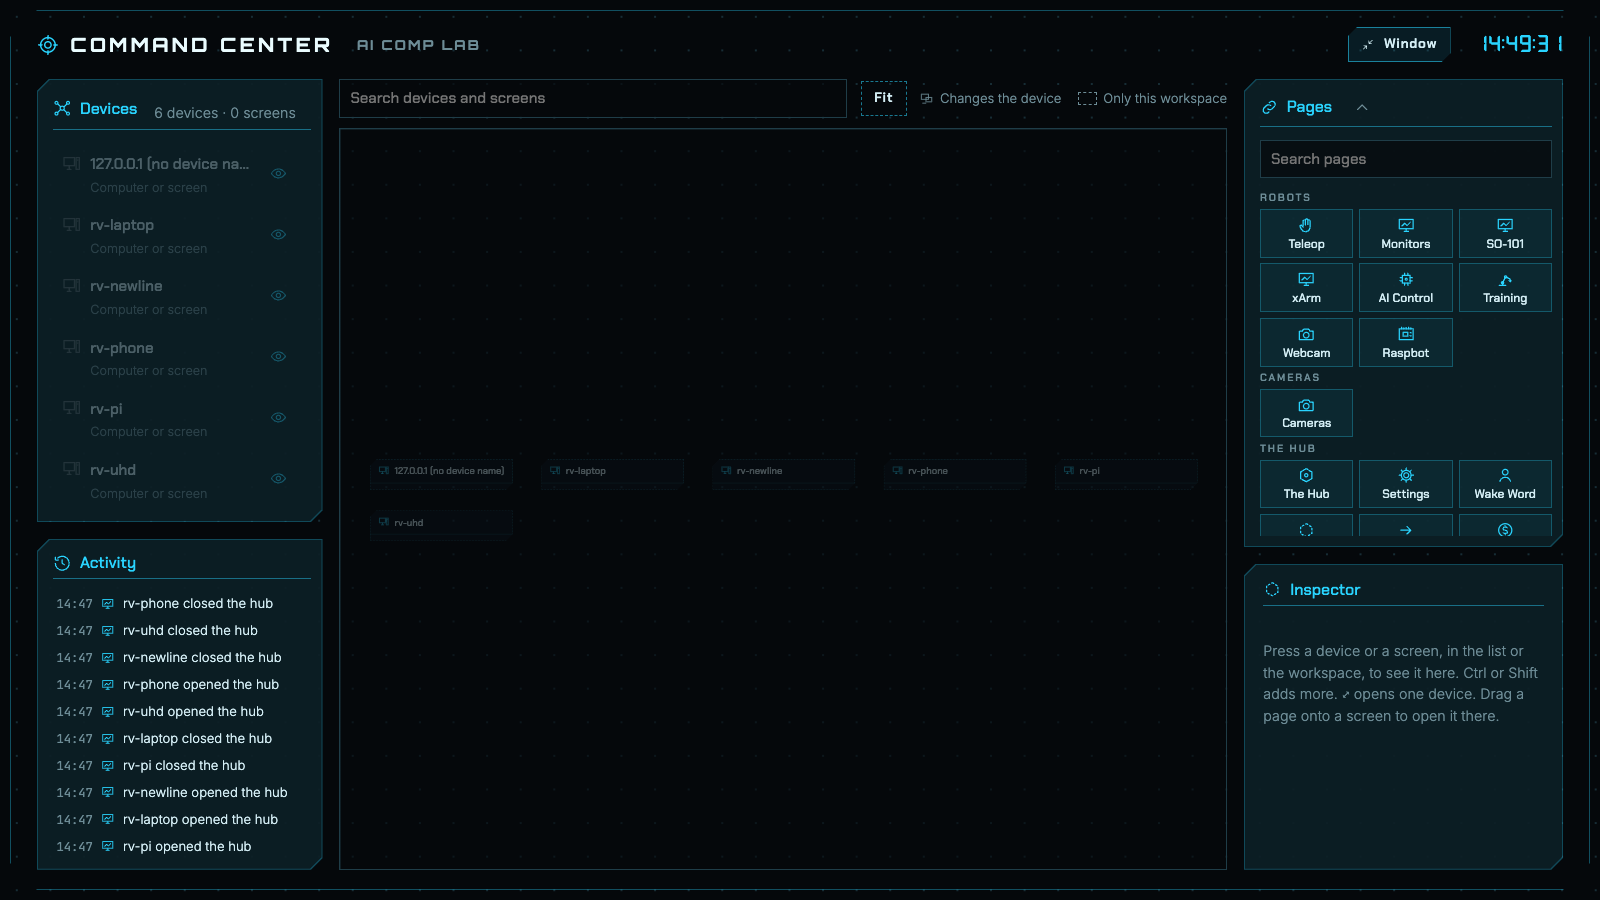 COMMAND CENTER AI COMP LAB
Window
14:49:31
Devices 6 devices · 0 screens
127.0.0.1 (no device na...
Computer or screen
rv-laptop
Computer or screen
rv-newline
Computer or screen
rv-phone
Computer or screen
rv-pi
Computer or screen
rv-uhd
Computer or screen
Activity
14:47 rv-phone closed the hub
14:47 rv-uhd closed the hub
14:47 rv-newline closed the hub
14:47 rv-phone opened the hub
14:47 rv-uhd opened the hub
14:47 rv-laptop closed the hub
14:47 rv-pi closed the hub
14:47 rv-newline opened the hub
14:47 rv-laptop opened the hub
14:47 rv-pi opened the hub
Search devices and screens
Fit
Changes the device
Only this workspace
127.0.0.1 (no device name)
rv-laptop
rv-newline
rv-phone
rv-pi
rv-uhd
Pages
Search pages
ROBOTS
Teleop
Monitors
SO-101
xArm
AI Control
Training
Webcam
Raspbot
CAMERAS
Cameras
THE HUB
The Hub
Settings
Wake Word
Inspector
Press a device or a screen, in the list or
the workspace, to see it here. Ctrl or Shift
adds more. ⤢ opens one device. Drag a
page onto a screen to open it there.